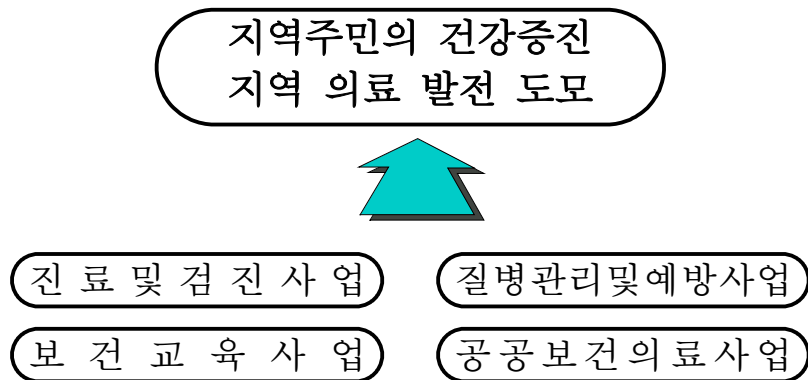 지역주민의 건강증진
지역 의료 발전 도모
진료및검진사업
질병관리및예방사업
보건교육사업
공공보건의료사업